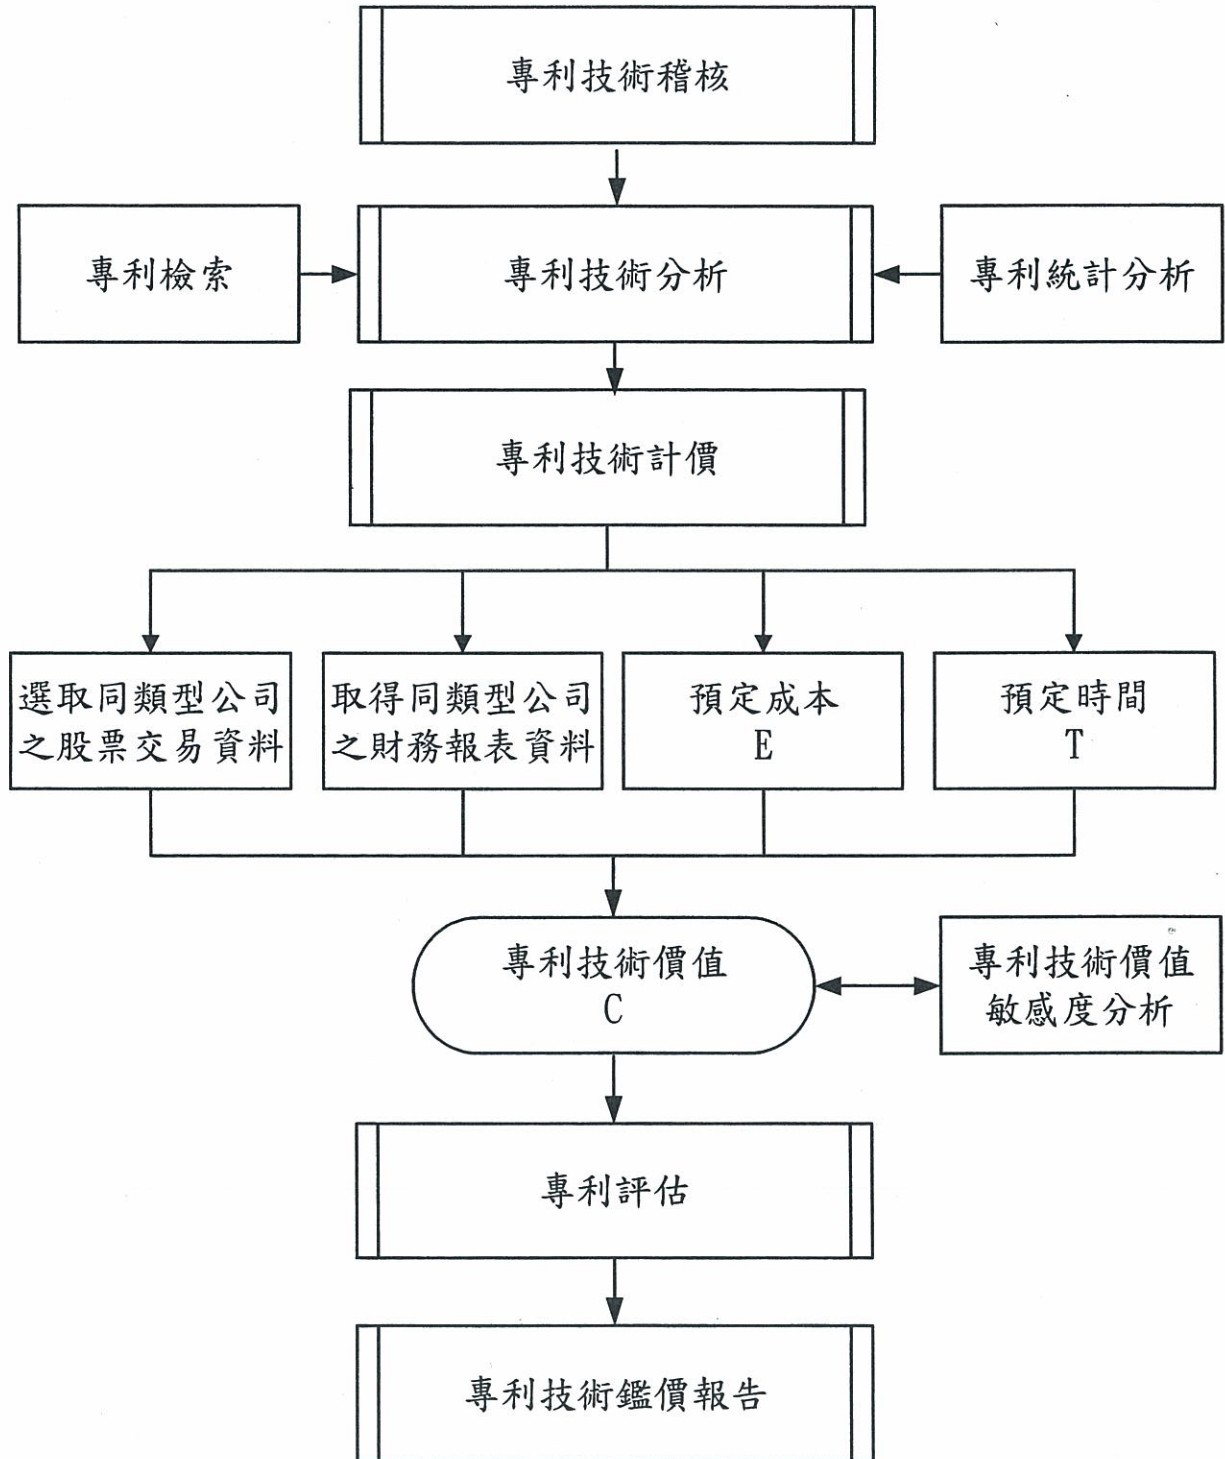 專利技術稽核
專利檢索
專利技術分析
專利統計分析
專利技術計價
選取同類型公司
之股票交易資料
取得同類型公司
之財務報表資料
預定成本
E
預定時間
T
專利技術價值
C
專利技術價值
敏感度分析
專利評估
專利技術鑑價報告